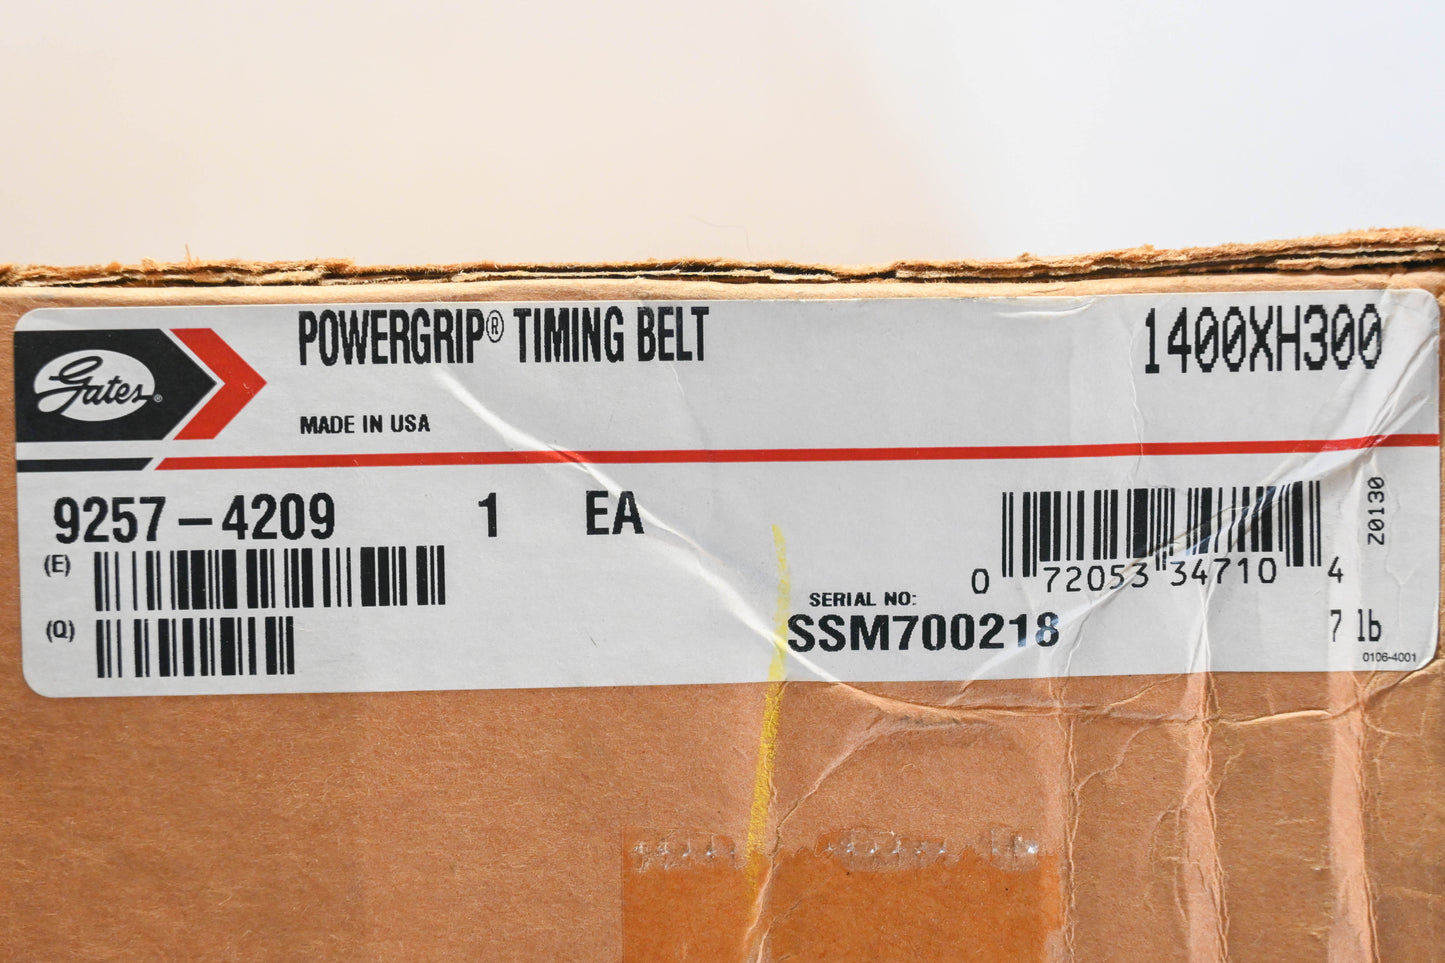 Gates®
POWERGRIP® TIMING BELT
1400XH300
MADE IN USA
9257-4209 1 EA
(E)
(Q)
0 72053 34710 4
Z0130
SERIAL NO:
SSM700218
7 lb
0106-4001